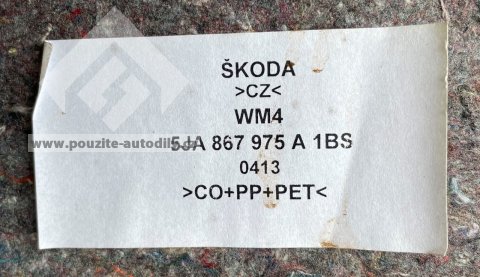 ŠKODA
>CZ<
WM4
www.pouzite-autodily.cz
5JA 867 975 A 1BS
0413
>CO+PP+PET<